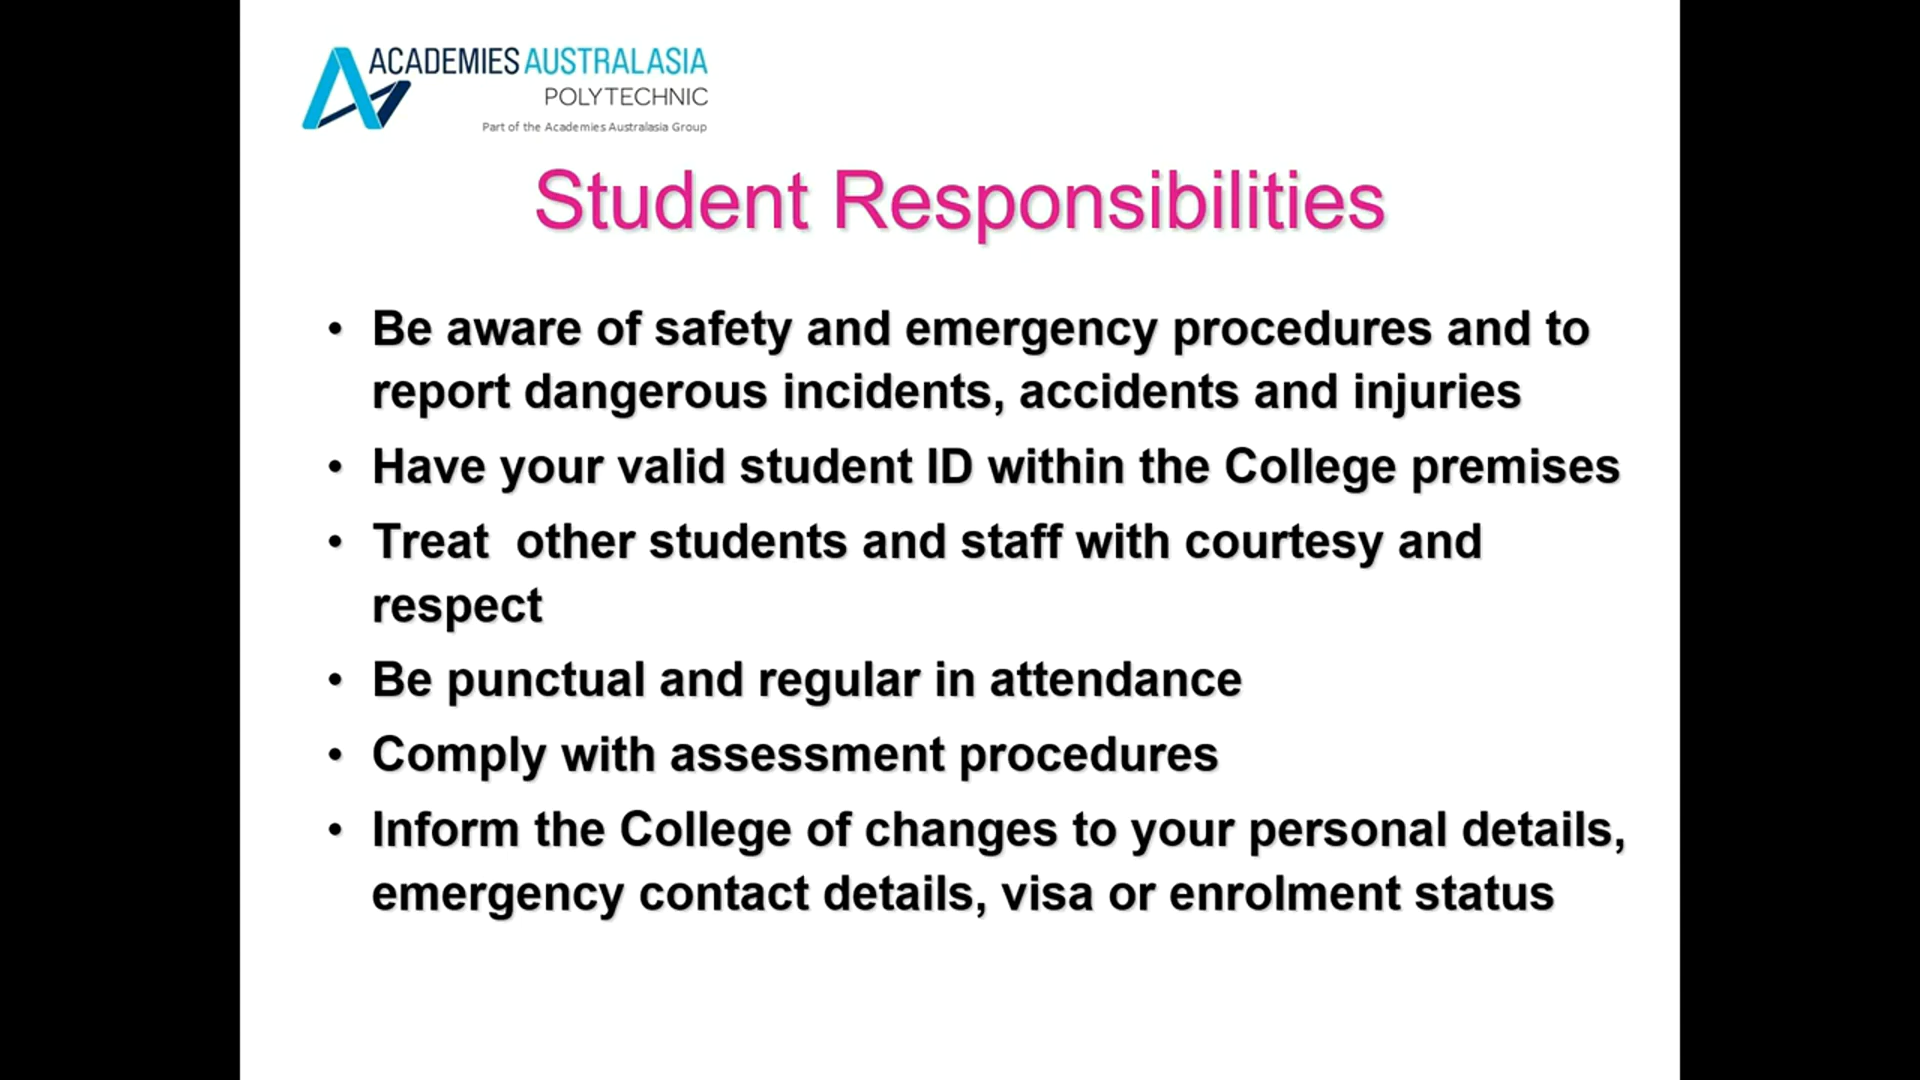 ACADEMIES AUSTRALASIA
POLYTECHNIC
Part of the Academies Australasia Group
Student Responsibilities
• Be aware of safety and emergency procedures and to
report dangerous incidents, accidents and injuries
• Have your valid student ID within the College premises
• Treat  other students and staff with courtesy and
respect
• Be punctual and regular in attendance
• Comply with assessment procedures
• Inform the College of changes to your personal details,
emergency contact details, visa or enrolment status